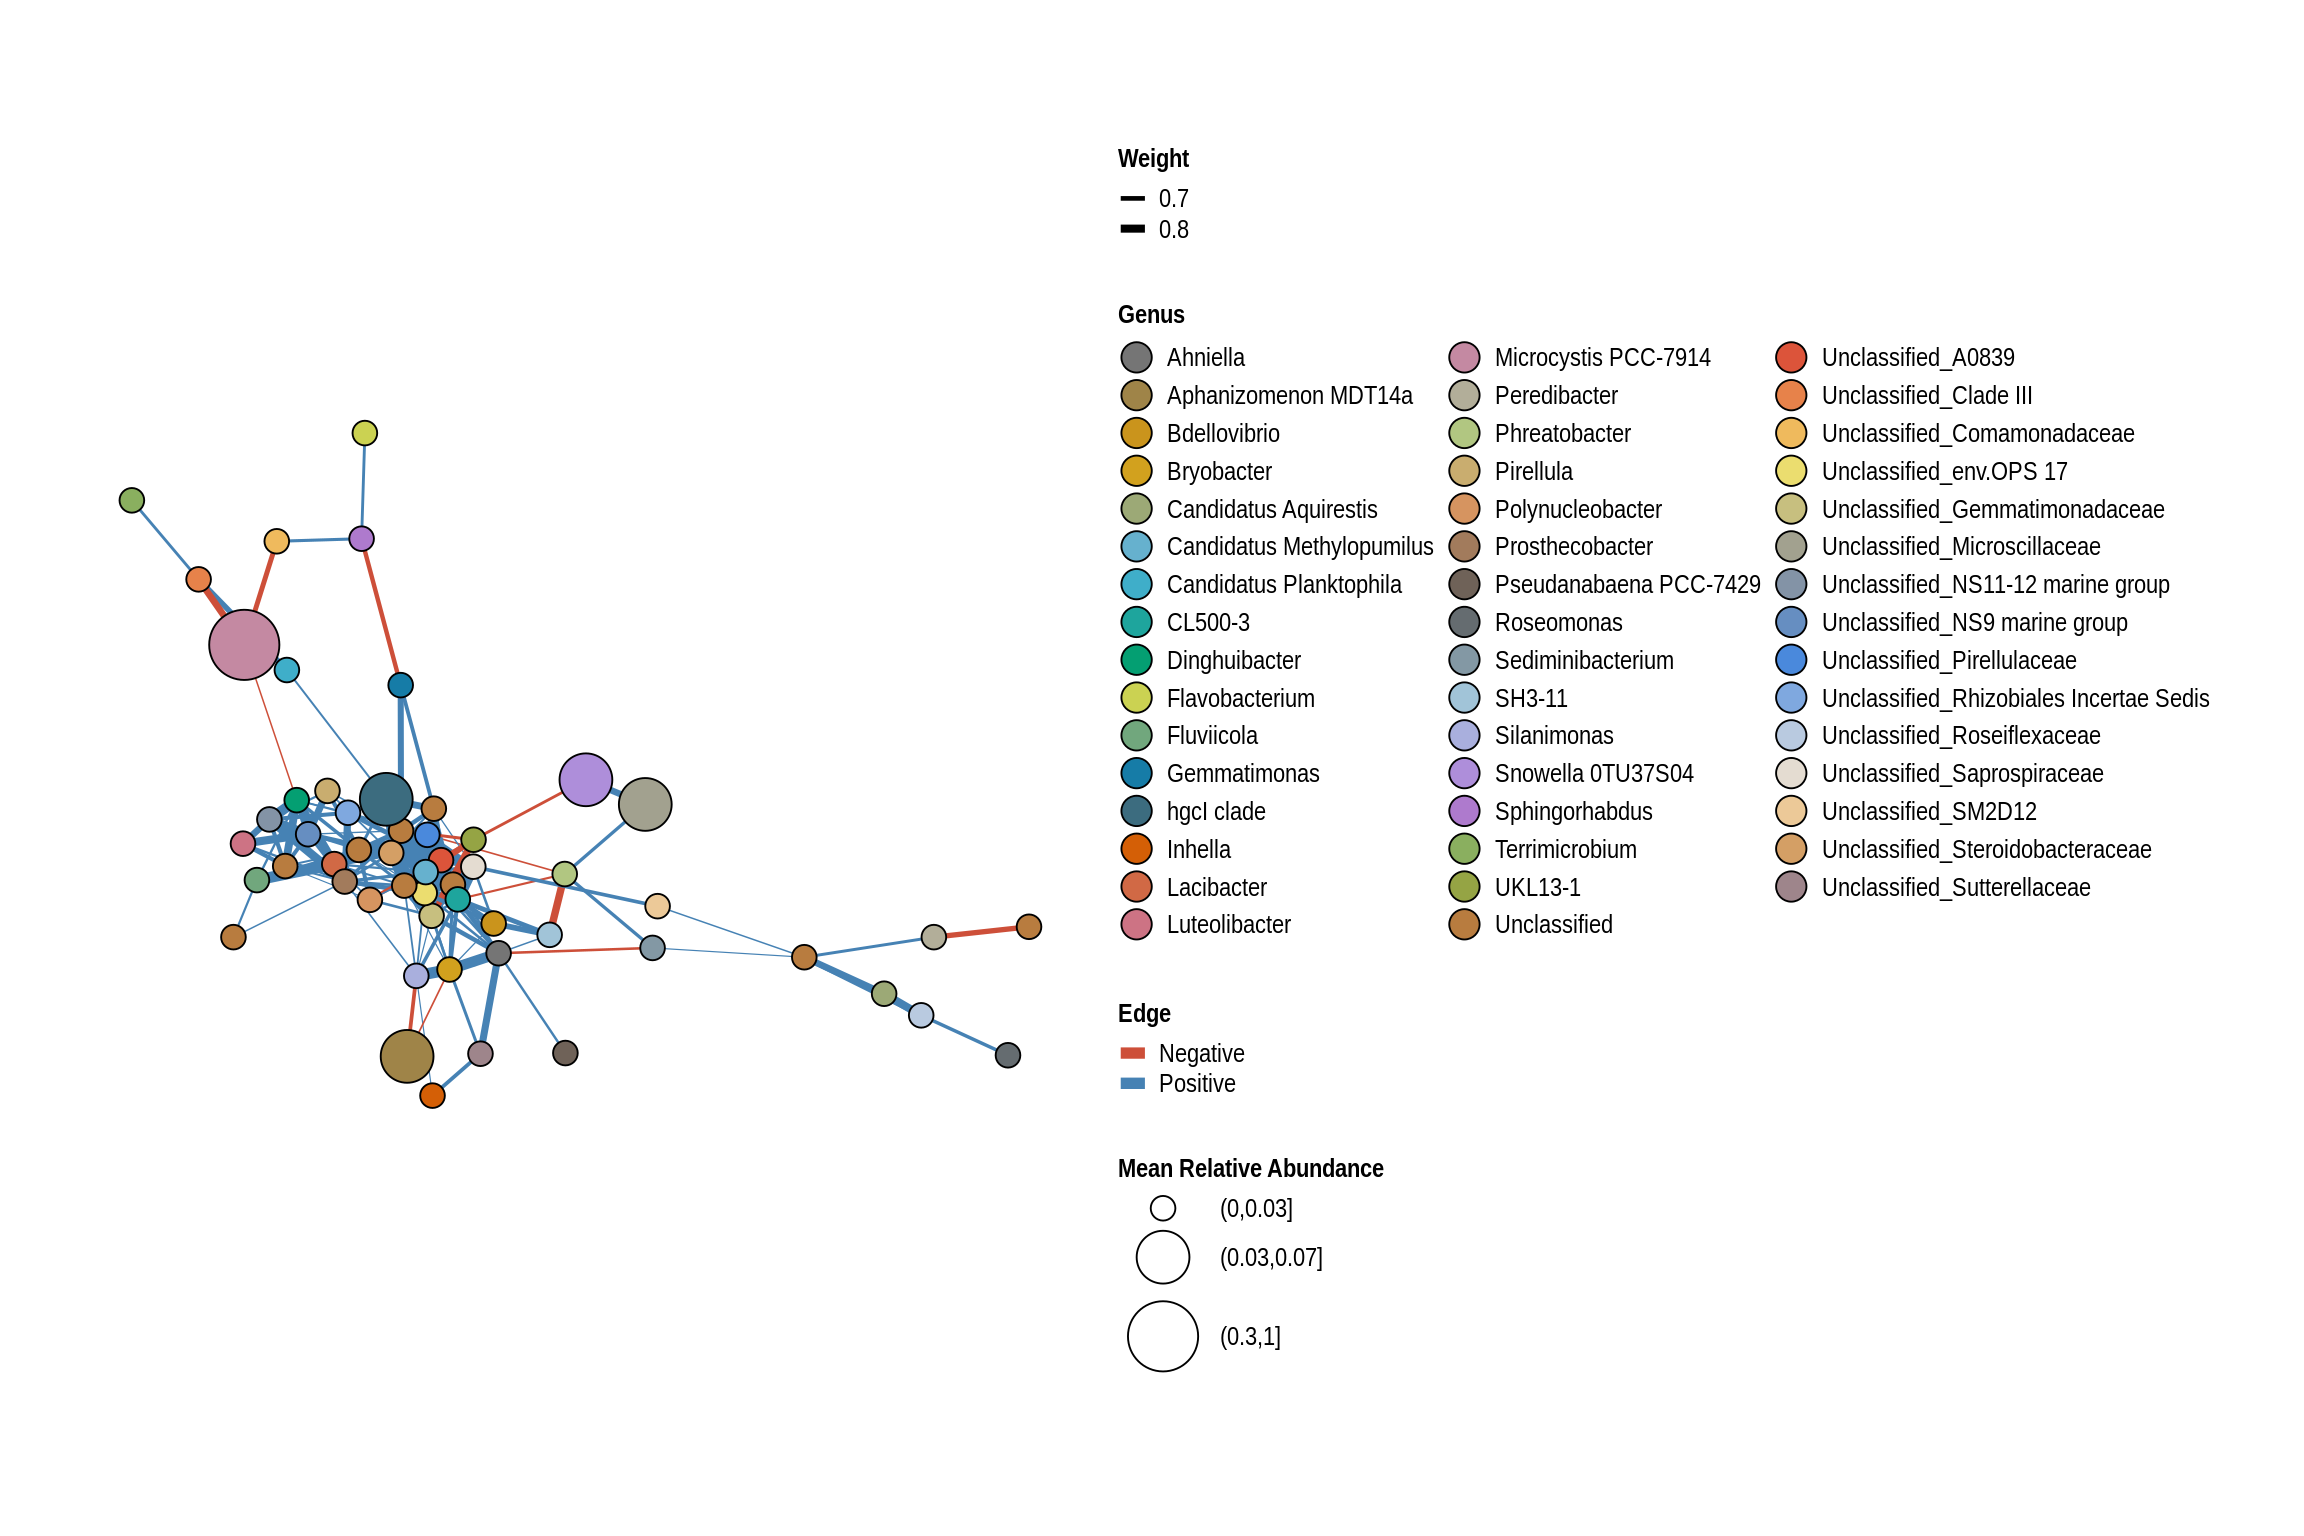 Weight
0.7
0.8
Genus
Ahniella
Aphanizomenon MDT14a
Bdellovibrio
Bryobacter
Candidatus Aquirestis
Candidatus Methylopumilus
Candidatus Planktophila
CL500-3
Dinghuibacter
Flavobacterium
Fluviicola
Gemmatimonas
hgcI clade
Inhella
Lacibacter
Luteolibacter
Microcystis PCC-7914
Peredibacter
Phreatobacter
Pirellula
Polynucleobacter
Prosthecobacter
Pseudanabaena PCC-7429
Roseomonas
Sediminibacterium
SH3-11
Silanimonas
Snowella 0TU37S04
Sphingorhabdus
Terrimicrobium
UKL13-1
Unclassified
Unclassified_A0839
Unclassified_Clade III
Unclassified_Comamonadaceae
Unclassified_env.OPS 17
Unclassified_Gemmatimonadaceae
Unclassified_Microscillaceae
Unclassified_NS11-12 marine group
Unclassified_NS9 marine group
Unclassified_Pirellulaceae
Unclassified_Rhizobiales Incertae Sedis
Unclassified_Roseiflexaceae
Unclassified_Saprospiraceae
Unclassified_SM2D12
Unclassified_Steroidobacteraceae
Unclassified_Sutterellaceae
Edge
Negative
Positive
Mean Relative Abundance
(0,0.03]
(0.03,0.07]
(0.3,1]